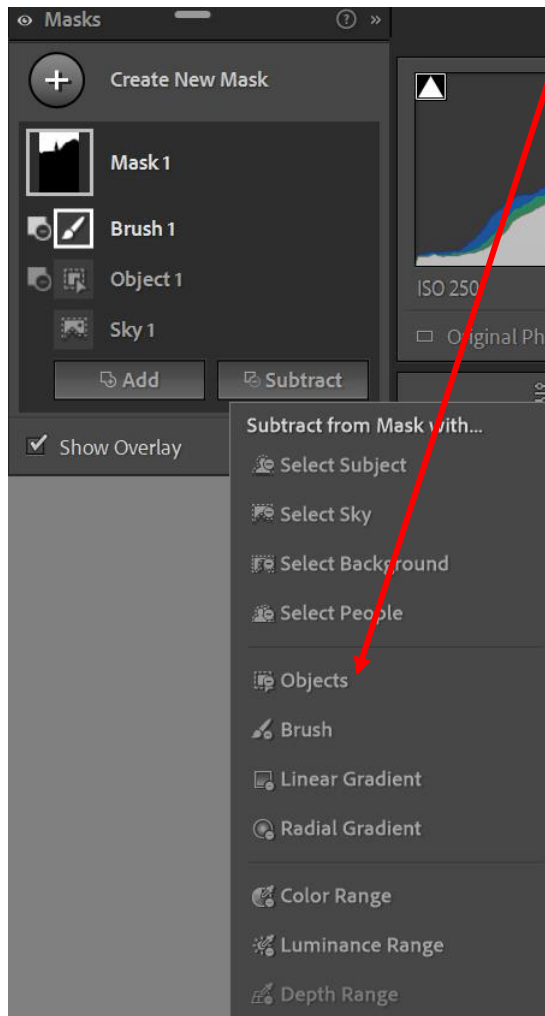 Masks
Create New Mask
Mask 1
Brush 1
Object 1
Sky 1
Add Subtract
Show Overlay
ISO 250
Original Ph
Subtract from Mask with...
Select Subject
Select Sky
Select Background
Select People
Objects
Brush
Linear Gradient
Radial Gradient
Color Range
Luminance Range
Depth Range